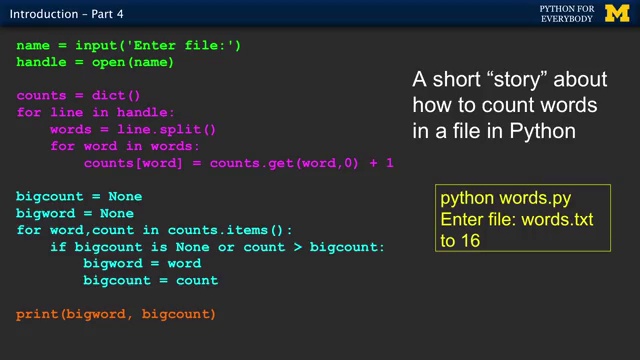 Introduction – Part 4
PYTHON FOR
EVERYBODY
name = input('Enter file:')
handle = open(name)
counts = dict()
for line in handle:
    words = line.split()
    for word in words:
        counts[word] = counts.get(word,0) + 1
bigcount = None
bigword = None
for word,count in counts.items():
    if bigcount is None or count > bigcount:
        bigword = word
        bigcount = count
print(bigword, bigcount)
A short “story” about
how to count words
in a file in Python
python words.py
Enter file: words.txt
to 16